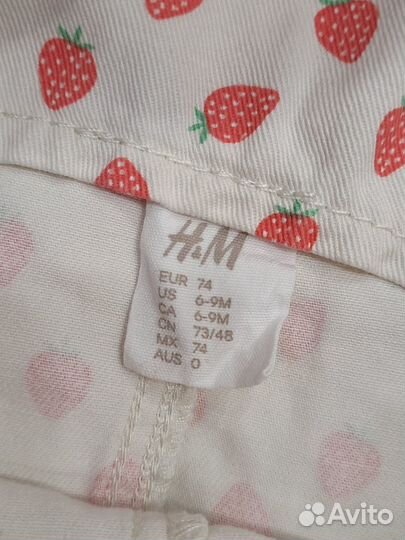 H&M
EUR 74
US 6-9M
CA 6-9M
CN 73/48
MX 74
AUS 0
Avito